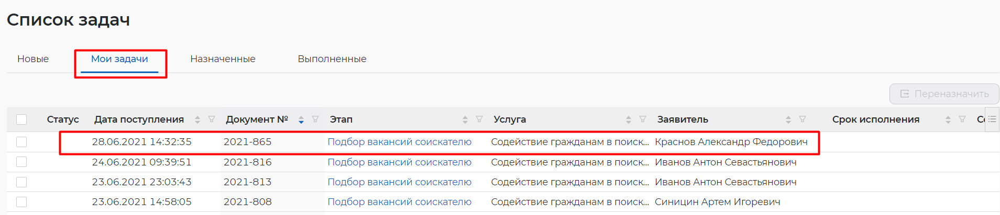 Список задач
Новые Мои задачи Назначенные Выполненные
Переназначить
Статус Дата поступления Документ № Этап Услуга Заявитель Срок исполнения
28.06.2021 14:32:35 2021-865 Подбор вакансий соискателю Содействие гражданам в поиск... Краснов Александр Федорович
24.06.2021 09:39:51 2021-816 Подбор вакансий соискателю Содействие гражданам в поиск... Иванов Антон Севастьянович
23.06.2021 23:03:43 2021-813 Подбор вакансий соискателю Содействие гражданам в поиск... Иванов Антон Севастьянович
23.06.2021 14:58:05 2021-808 Подбор вакансий соискателю Содействие гражданам в поиск... Синицин Артем Игоревич